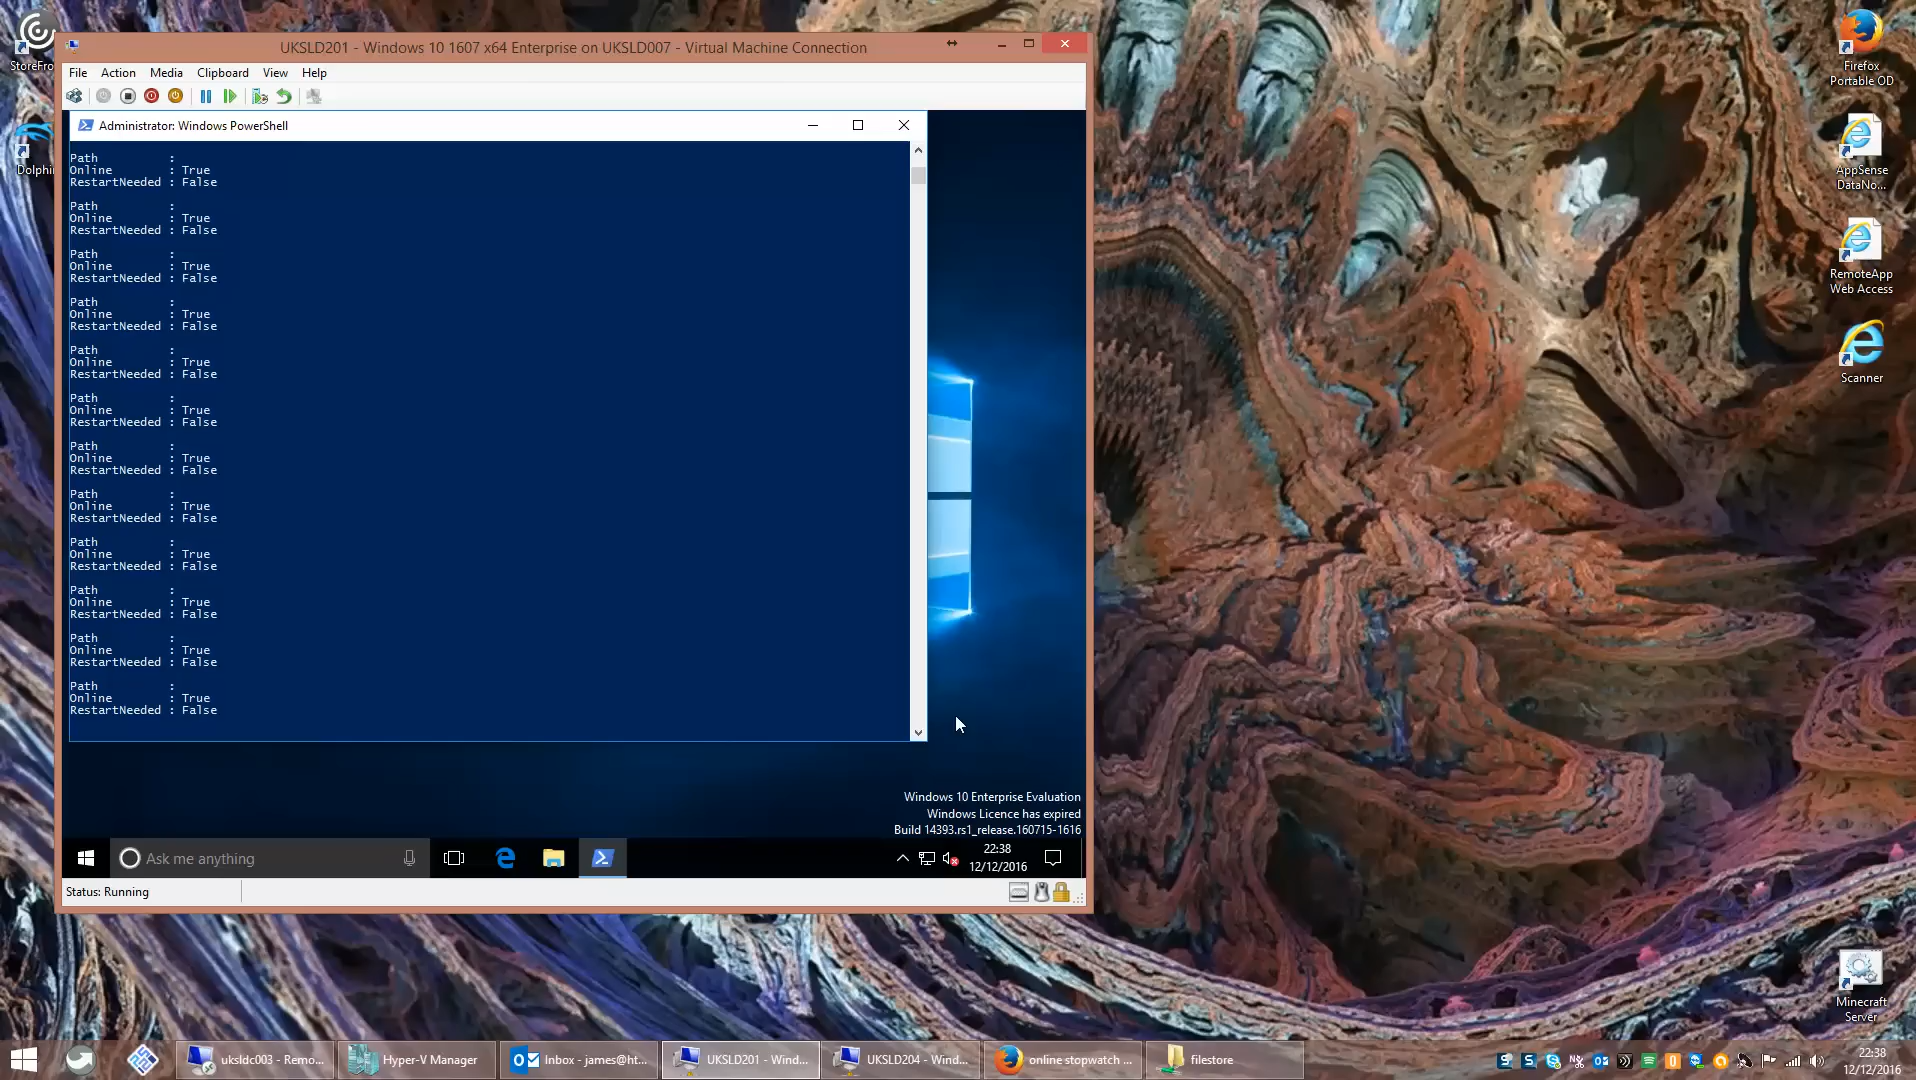 StoreFro
Dolphi
UKSLD201 - Windows 10 1607 x64 Enterprise on UKSLD007 - Virtual Machine Connection
File Action Media Clipboard View Help
Administrator: Windows PowerShell
Path :
Online : True
RestartNeeded : False
Path :
Online : True
RestartNeeded : False
Path :
Online : True
RestartNeeded : False
Path :
Online : True
RestartNeeded : False
Path :
Online : True
RestartNeeded : False
Path :
Online : True
RestartNeeded : False
Path :
Online : True
RestartNeeded : False
Path :
Online : True
RestartNeeded : False
Path :
Online : True
RestartNeeded : False
Path :
Online : True
RestartNeeded : False
Path :
Online : True
RestartNeeded : False
Path :
Online : True
RestartNeeded : False
Windows 10 Enterprise Evaluation
Windows Licence has expired
Build 14393.rs1_release.160715-1616
Ask me anything
22:38
12/12/2016
Status: Running
Firefox
Portable OD
AppSense
DataNo...
RemoteApp
Web Access
Scanner
Minecraft
Server
uksldc003 - Remo...
Hyper-V Manager
Inbox - james@ht...
UKSLD201 - Wind...
UKSLD204 - Wind...
online stopwatch ...
filestore
22:38
12/12/2016